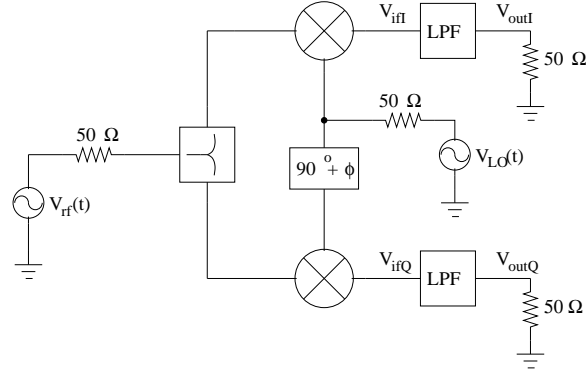 V_ifI
LPF
V_outI
50 Ω
50 Ω
50 Ω
V_rf(t)
90° + ϕ
V_LO(t)
V_ifQ
LPF
V_outQ
50 Ω